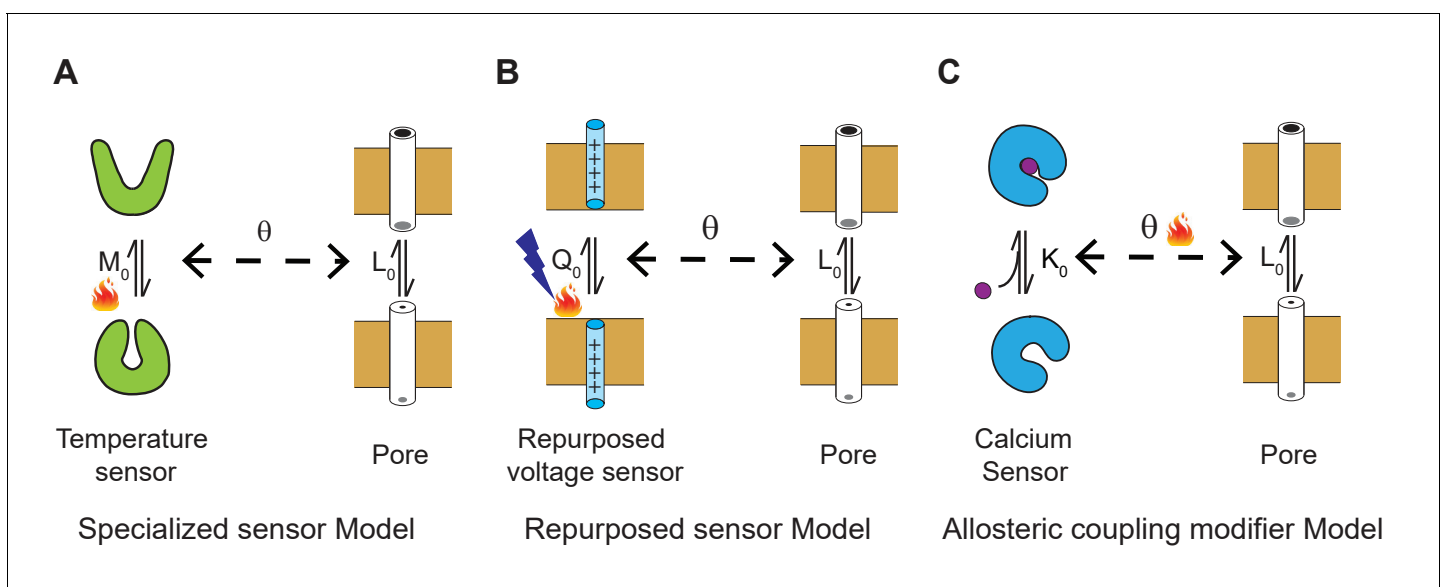 A
B
C
θ
θ
θ
M0
L0
Q0
L0
K0
L0
++++
++++
Temperature
sensor
Pore
Repurposed
voltage sensor
Pore
Calcium
Sensor
Pore
Specialized sensor Model
Repurposed sensor Model
Allosteric coupling modifier Model